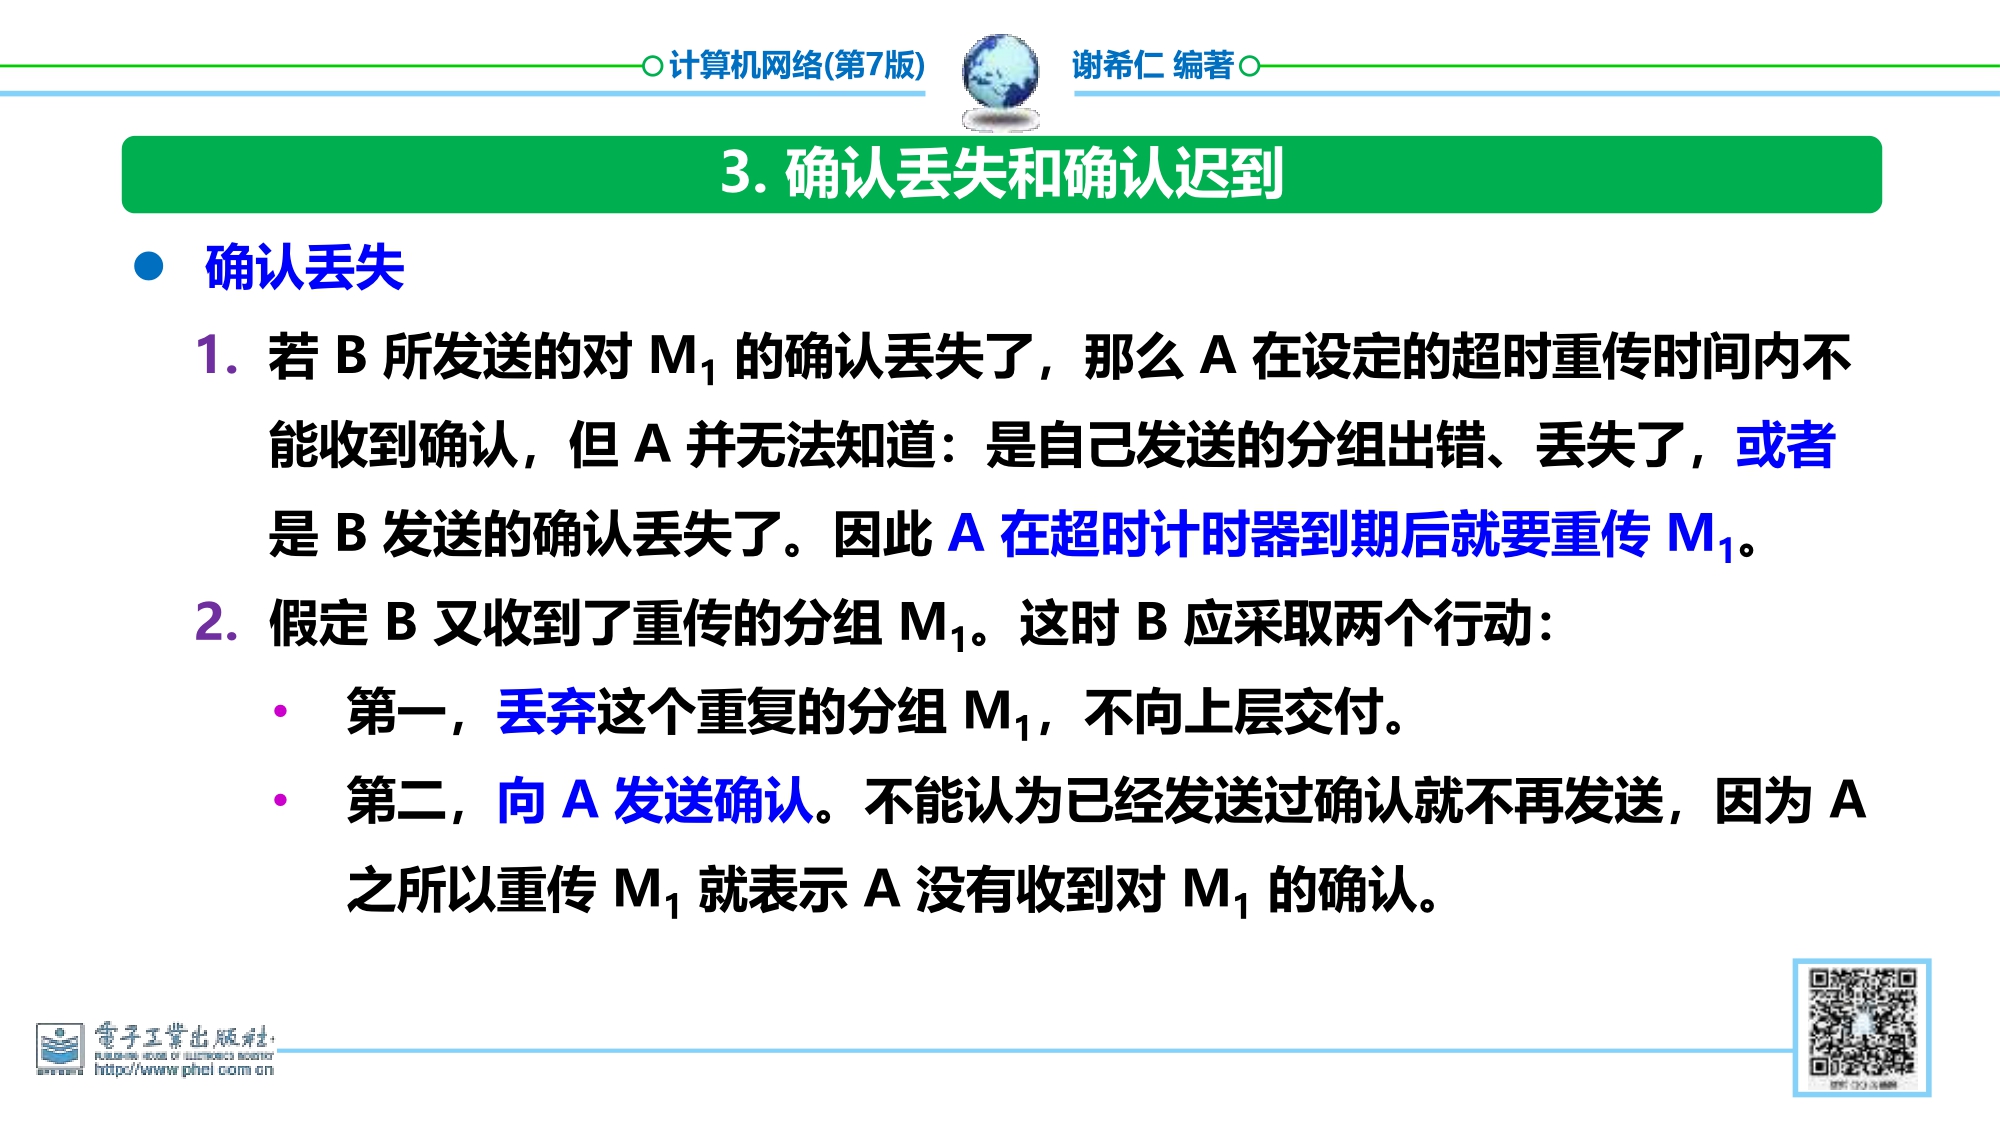 计算机网络(第7版) 谢希仁 编著
3. 确认丢失和确认迟到
● 确认丢失
1. 若 B 所发送的对 M₁ 的确认丢失了，那么 A 在设定的超时重传时间内不
能收到确认，但 A 并无法知道：是自己发送的分组出错、丢失了，或者
是 B 发送的确认丢失了。因此 A 在超时计时器到期后就要重传 M₁。
2. 假定 B 又收到了重传的分组 M₁。这时 B 应采取两个行动：
• 第一，丢弃这个重复的分组 M₁，不向上层交付。
• 第二，向 A 发送确认。不能认为已经发送过确认就不再发送，因为 A
之所以重传 M₁ 就表示 A 没有收到对 M₁ 的确认。
電子工業出版社
PUBLISHING HOUSE OF ELECTRONICS INDUSTRY
http://www.phei.com.cn